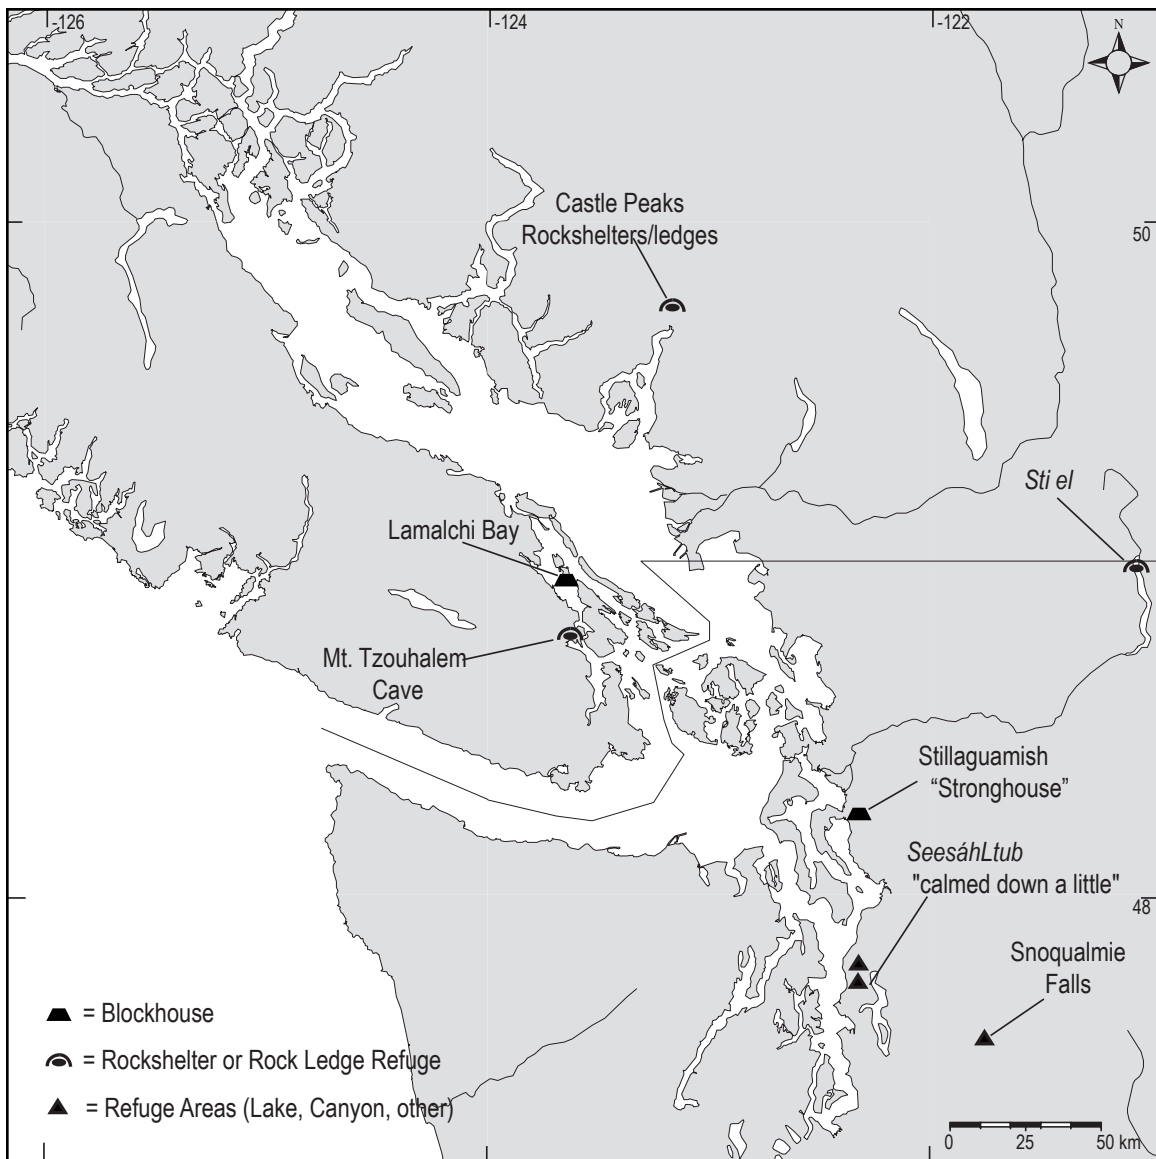 -126
-124
-122
N
Castle Peaks
Rockshelters/ledges
50
Sti el
Lamalchi Bay
Mt. Tzouhalem
Cave
Stillaguamish
“Stronghouse”
SeesáhLtub
"calmed down a little"
48
Snoqualmie
Falls
= Blockhouse
= Rockshelter or Rock Ledge Refuge
= Refuge Areas (Lake, Canyon, other)
0 25 50 km